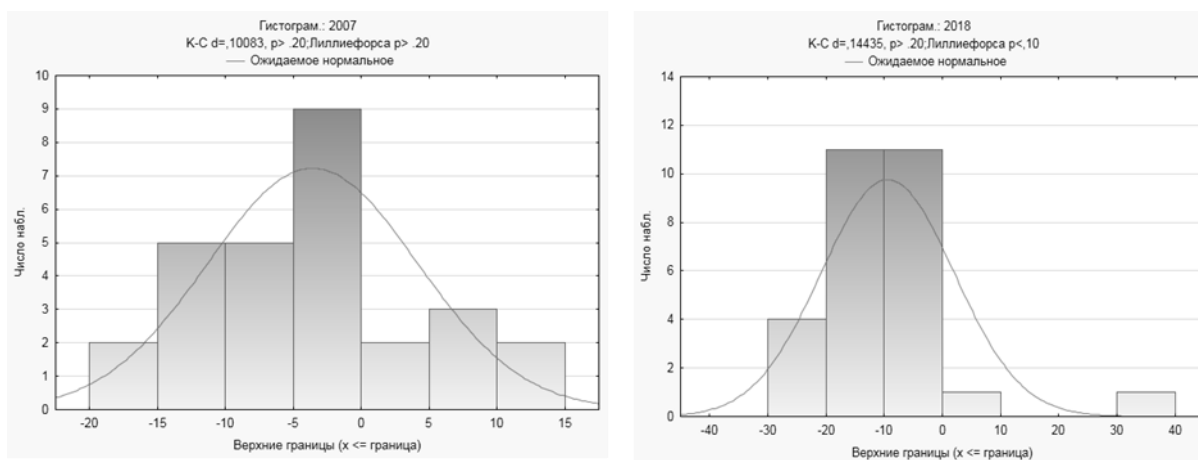 Гистограм.: 2007
K-C d=,10083, p> .20;Лиллиефорса p> .20
Ожидаемое нормальное
10
9
8
7
6
5
4
3
2
1
0
Число набл.
-20 -15 -10 -5 0 5 10 15
Верхние границы (x <= граница)
Гистограм.: 2018
K-C d=,14435, p> .20;Лиллиефорса p<,10
Ожидаемое нормальное
14
12
10
8
6
4
2
0
Число набл.
-40 -30 -20 -10 0 10 20 30 40
Верхние границы (x <= граница)